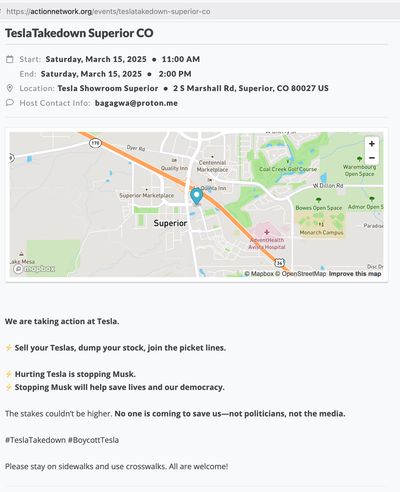 https://actionnetwork.org/events/teslatakedown-superior-co
TeslaTakedown Superior CO
Start: Saturday, March 15, 2025 • 11:00 AM
End: Saturday, March 15, 2025 • 2:00 PM
Location: Tesla Showroom Superior • 2 S Marshall Rd, Superior, CO 80027 US
Host Contact Info: bagagwa@proton.me
+
−
170
Dyer Rd
Quality Inn
Centennial Marketplace
La Quinta Inn
Coal Creek Golf Course
Warembourg Open Space
W Dillon Rd
Superior Marketplace
Bowes Open Space
Admor Open S
Superior
Monarch Campus
AdventHealth Avista Hospital
Lake Mesa
36
Paradise Dr
Disc G
mapbox
© Mapbox © OpenStreetMap Improve this map
We are taking action at Tesla.
⚡ Sell your Teslas, dump your stock, join the picket lines.
⚡ Hurting Tesla is stopping Musk.
⚡ Stopping Musk will help save lives and our democracy.
The stakes couldn't be higher. No one is coming to save us—not politicians, not the media.
#TeslaTakedown #BoycottTesla
Please stay on sidewalks and use crosswalks. All are welcome!